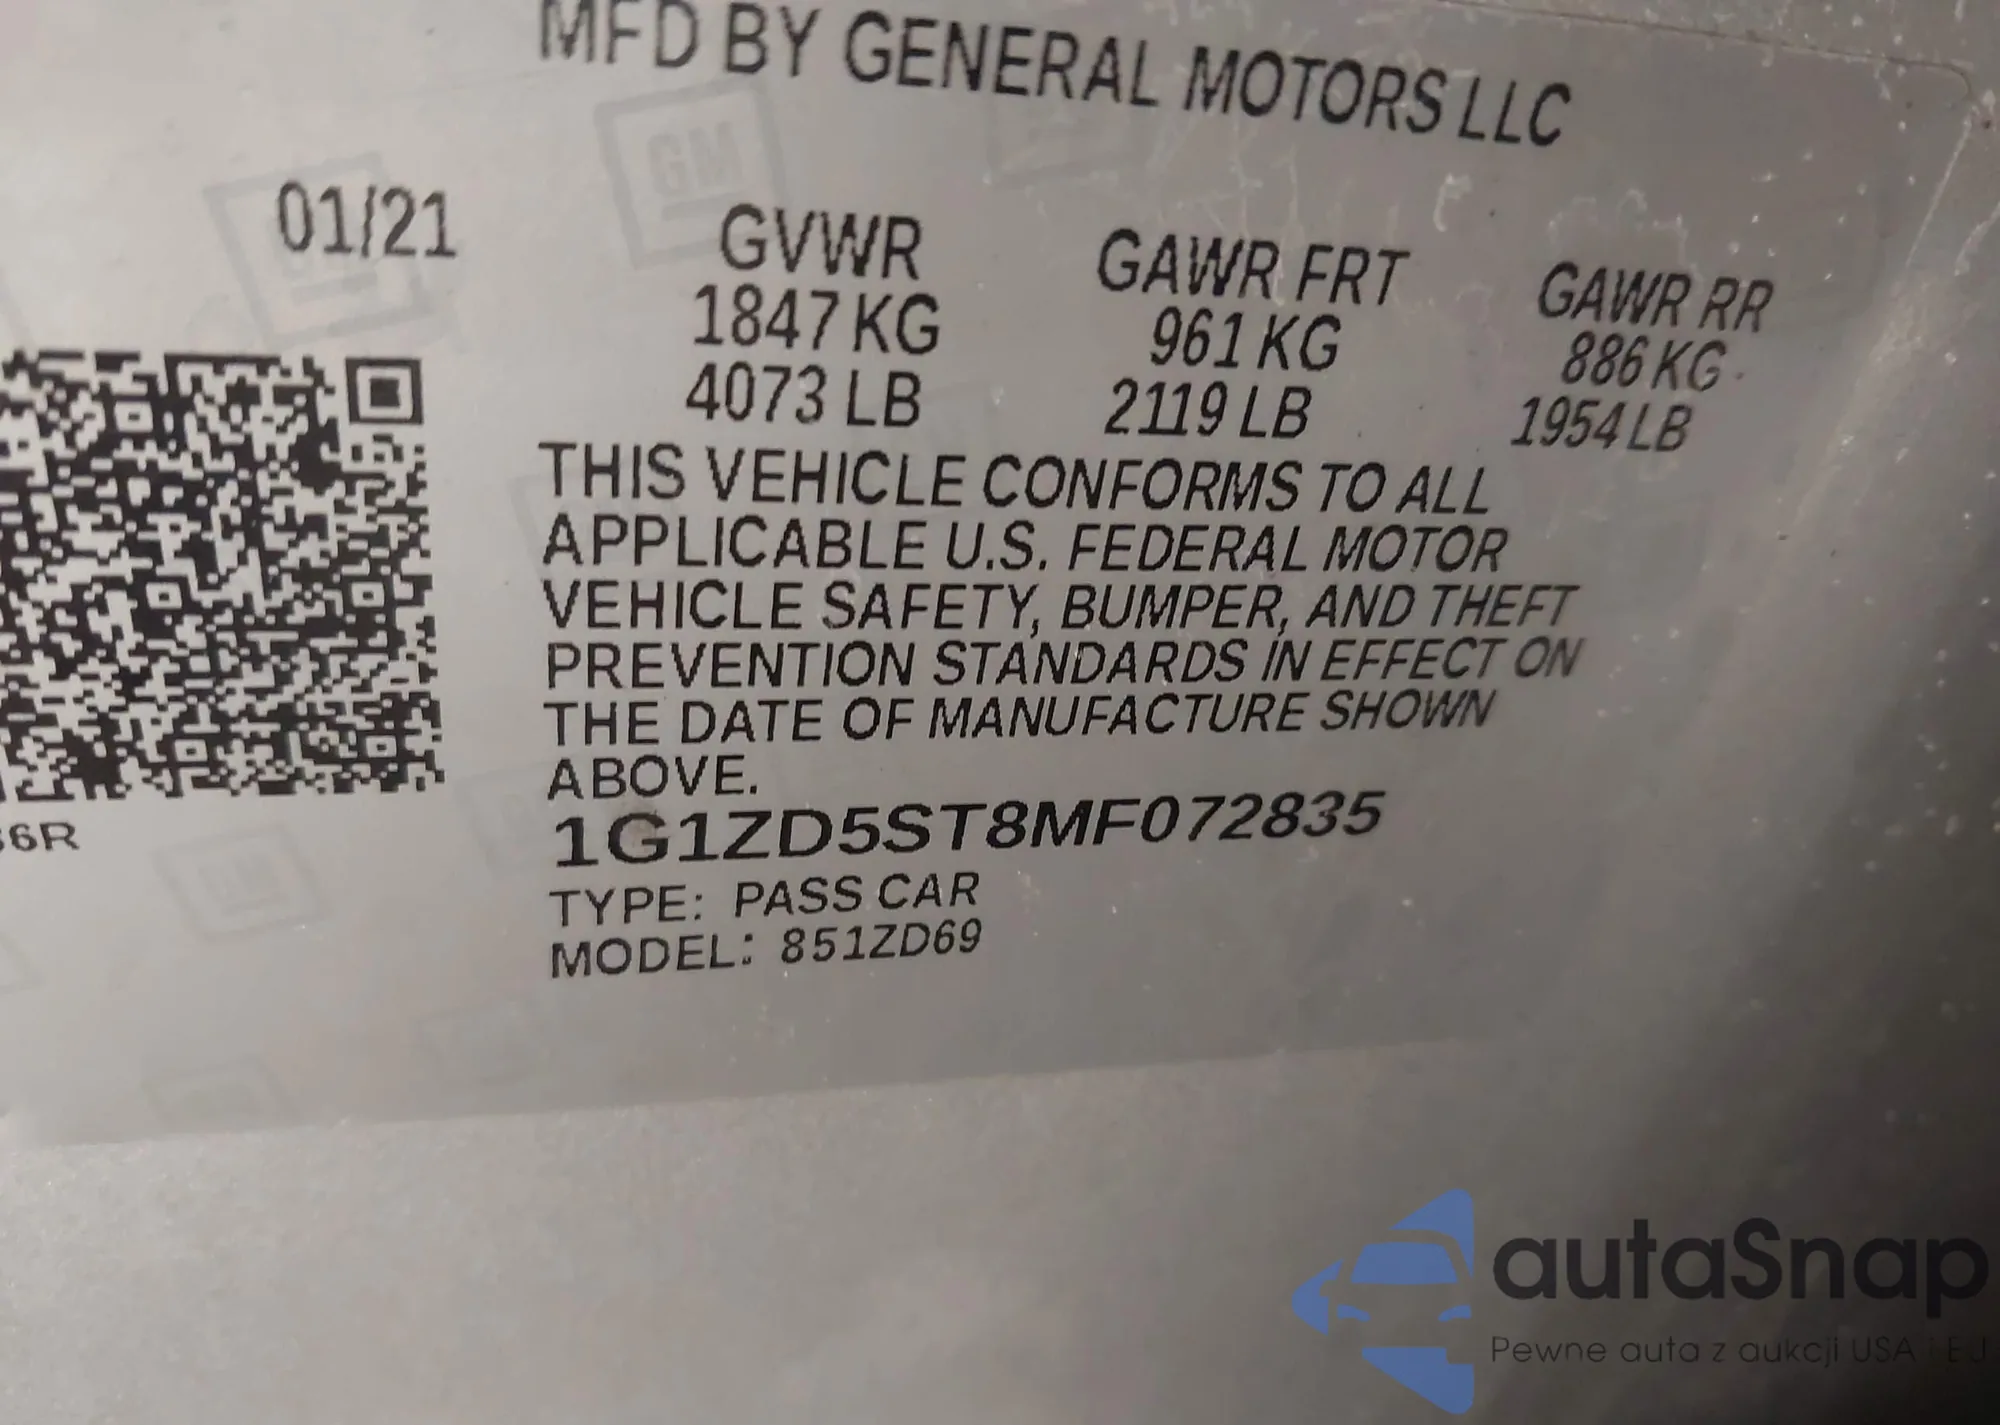 MFD BY GENERAL MOTORS LLC
01/21
GVWR
1847 KG
4073 LB
GAWR FRT
961 KG
2119 LB
GAWR RR
886 KG
1954 LB
THIS VEHICLE CONFORMS TO ALL
APPLICABLE U.S. FEDERAL MOTOR
VEHICLE SAFETY, BUMPER, AND THEFT
PREVENTION STANDARDS IN EFFECT ON
THE DATE OF MANUFACTURE SHOWN
ABOVE.
1G1ZD5ST8MF072835
TYPE: PASS CAR
MODEL: 851ZD69
6R
GM
autaSnap
Pewne auta z aukcji USA i EU